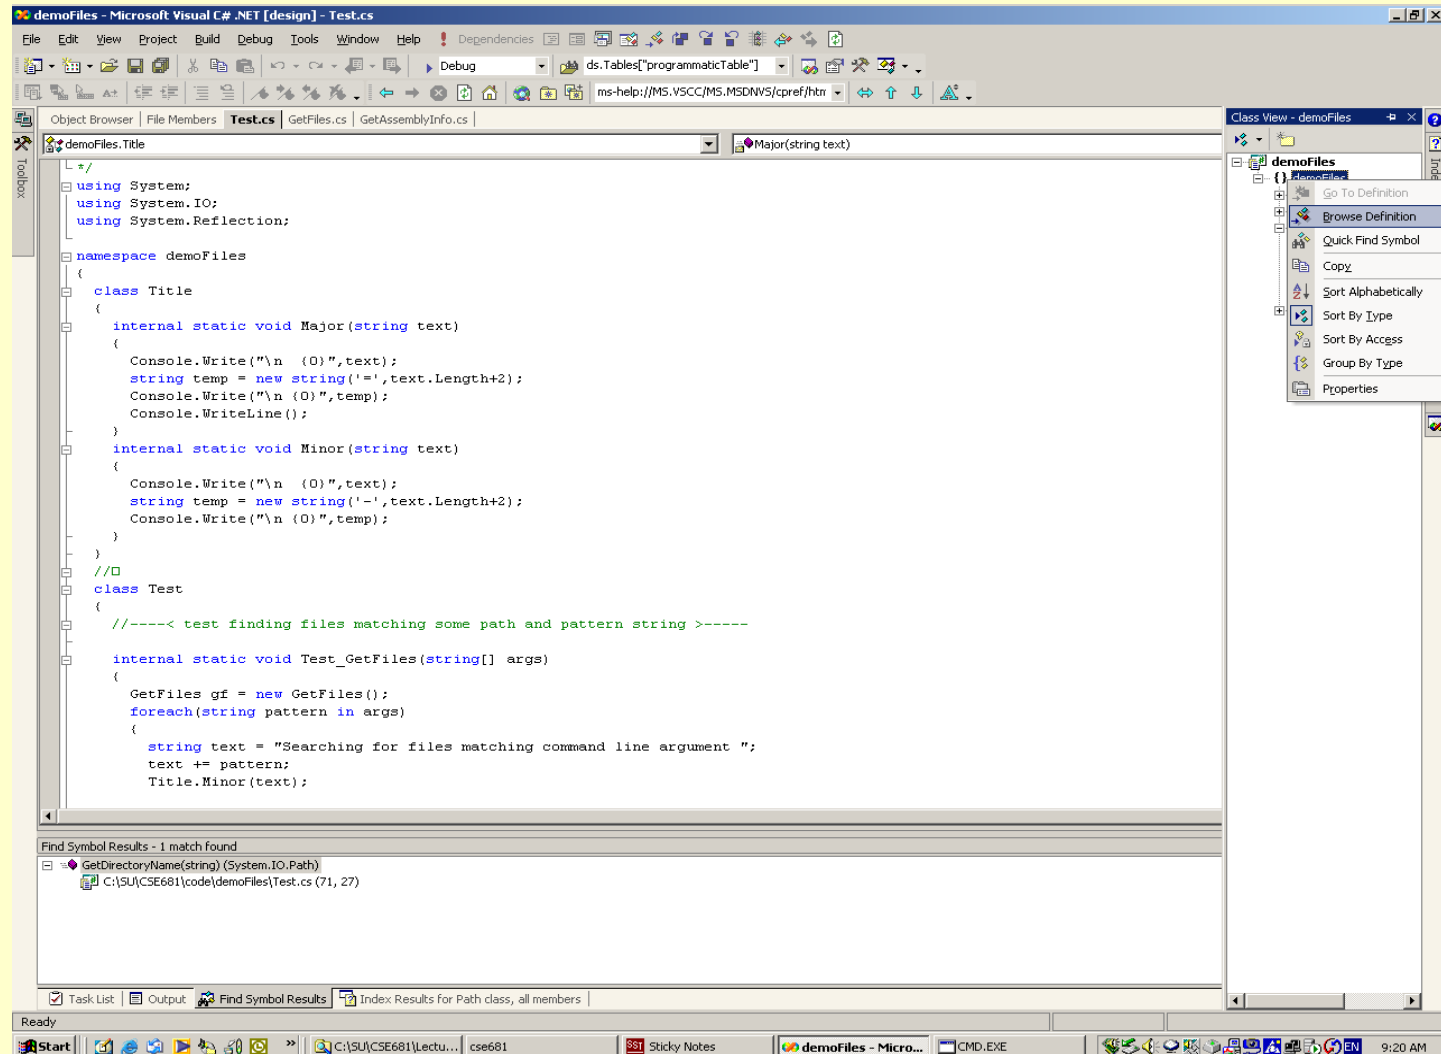 demoFiles - Microsoft Visual C# .NET [design] - Test.cs
File Edit View Project Build Debug Tools Window Help Dependencies
Debug ds.Tables["programmaticTable"]
ms-help://MS.VSCC/MS.MSDNVS/cpref/htm
Object Browser | File Members Test.cs | GetFiles.cs | GetAssemblyInfo.cs |
demoFiles.Title Major(string text)
Toolbox
*/
using System;
using System.IO;
using System.Reflection;
namespace demoFiles
{
class Title
{
internal static void Major(string text)
{
Console.Write("\n  {0}",text);
string temp = new string('=',text.Length+2);
Console.Write("\n {0}",temp);
Console.WriteLine();
}
internal static void Minor(string text)
{
Console.Write("\n  {0}",text);
string temp = new string('-',text.Length+2);
Console.Write("\n {0}",temp);
}
}
//□
class Test
{
//----< test finding files matching some path and pattern string >-----
internal static void Test_GetFiles(string[] args)
{
GetFiles gf = new GetFiles();
foreach(string pattern in args)
{
string text = "Searching for files matching command line argument ";
text += pattern;
Title.Minor(text);
Class View - demoFiles
demoFiles
{} demoFiles
Go To Definition
Browse Definition
Quick Find Symbol
Copy
Sort Alphabetically
Sort By Type
Sort By Access
Group By Type
Properties
Find Symbol Results - 1 match found
GetDirectoryName(string) (System.IO.Path)
C:\SU\CSE681\code\demoFiles\Test.cs (71, 27)
Task List | Output Find Symbol Results Index Results for Path class, all members |
Ready
Start » C:\SU\CSE681\Lectu... cse681 SST Sticky Notes demoFiles - Micro... CMD.EXE EN 9:20 AM